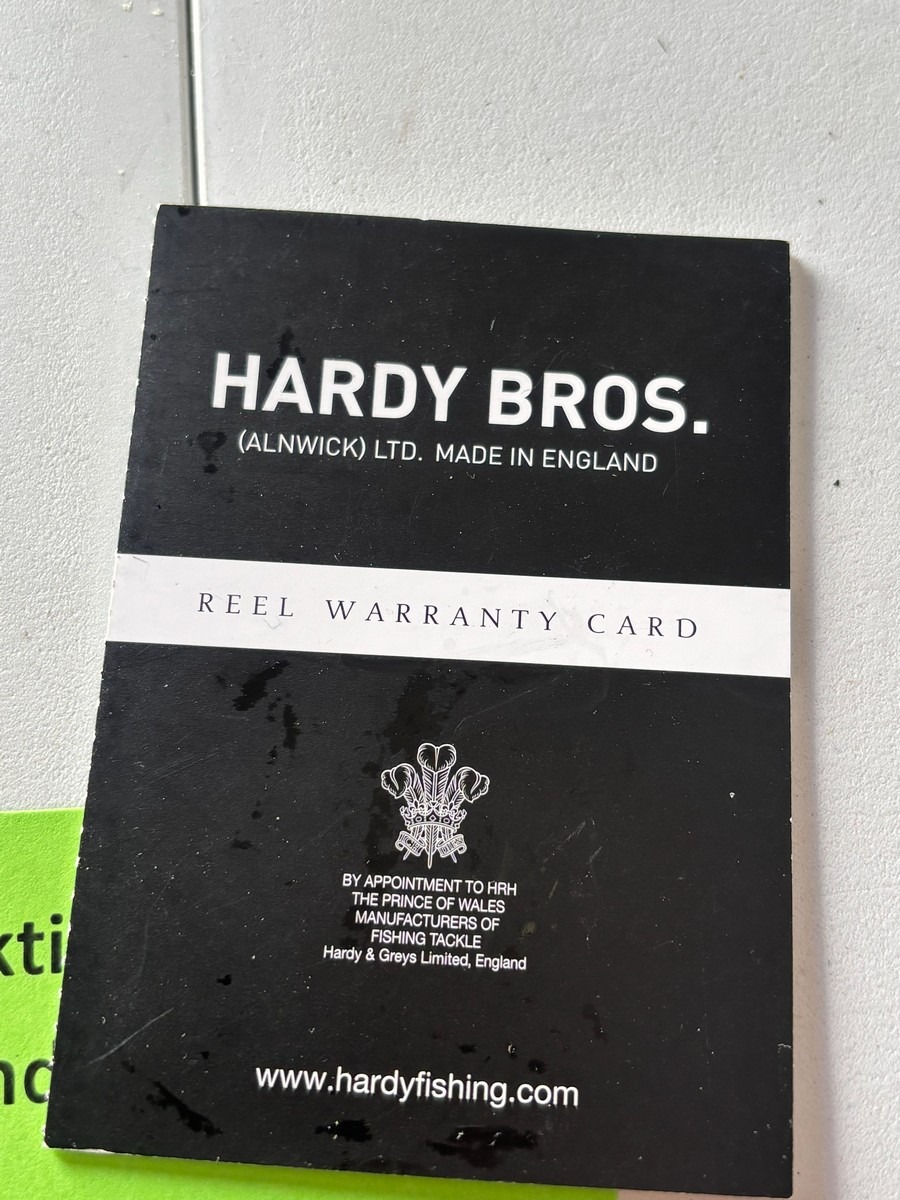 HARDY BROS.
(ALNWICK) LTD. MADE IN ENGLAND
REEL WARRANTY CARD
BY APPOINTMENT TO HRH
THE PRINCE OF WALES
MANUFACTURERS OF
FISHING TACKLE
Hardy & Greys Limited, England
www.hardyfishing.com